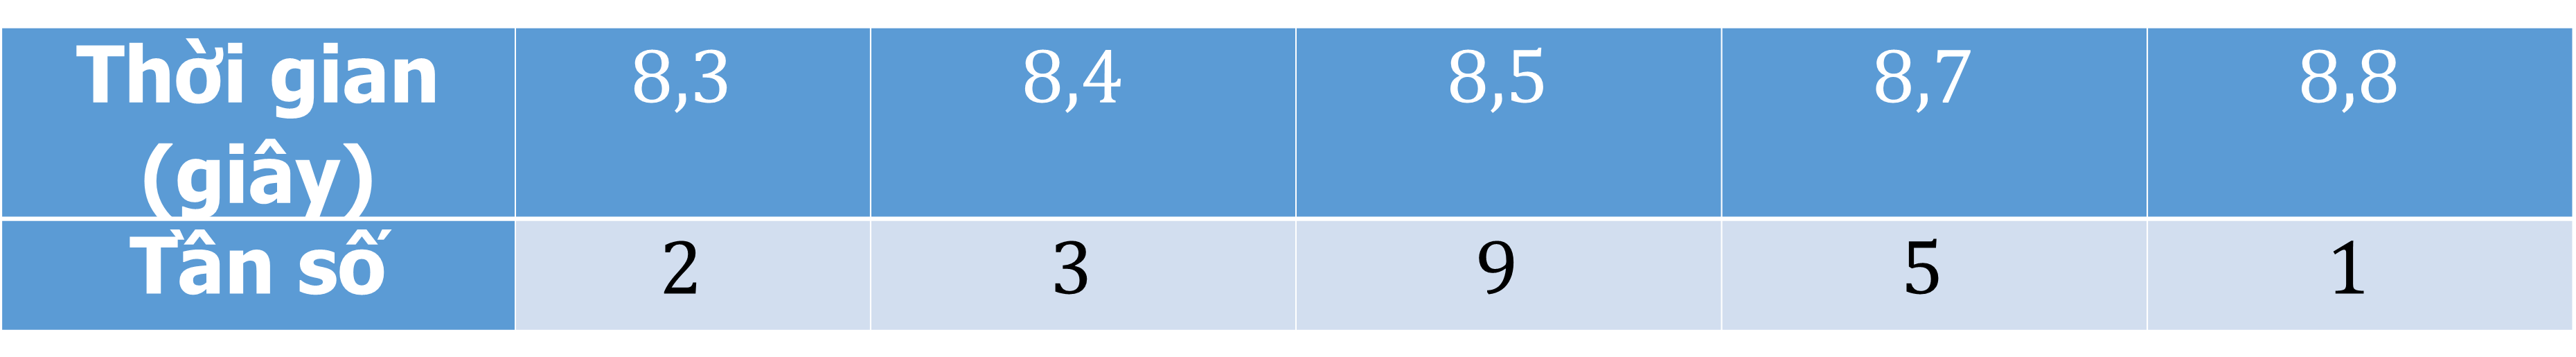 Thời gian 8,3 8,4 8,5 8,7 8,8
(giây)
Tần số 2 3 9 5 1